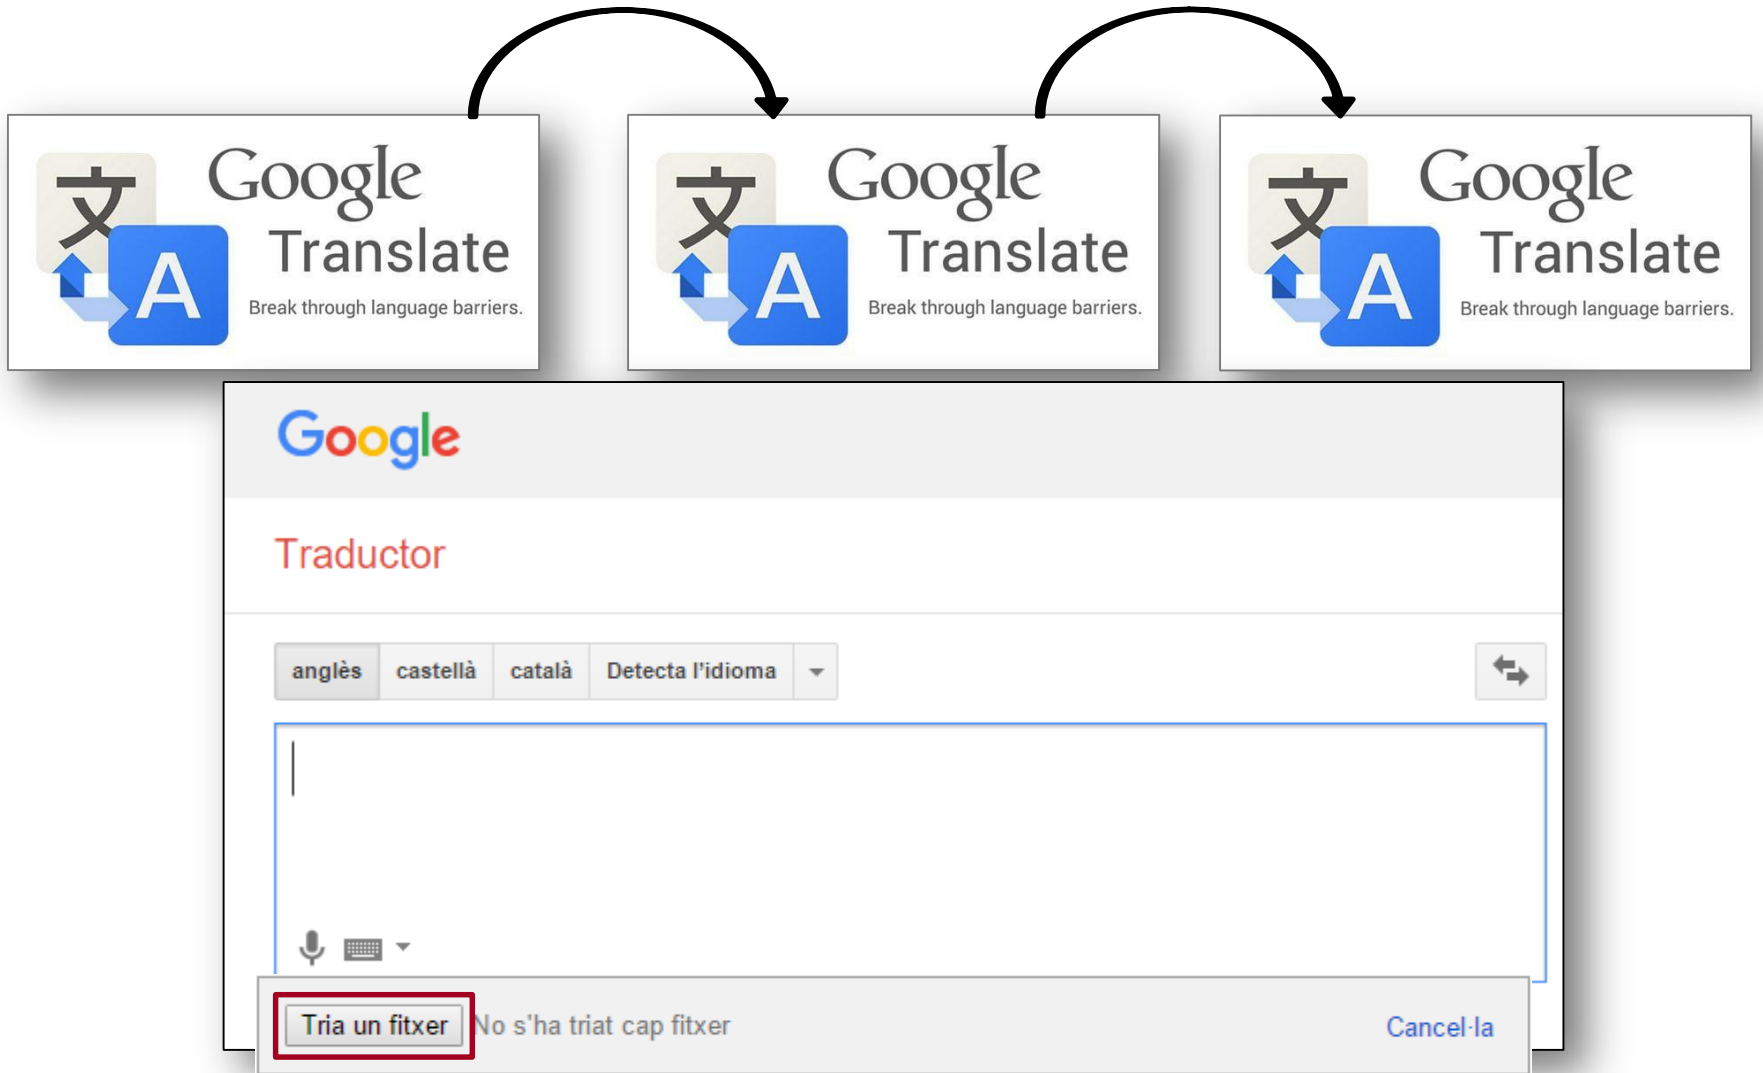 文 A Google Translate
Break through language barriers.
文 A Google Translate
Break through language barriers.
文 A Google Translate
Break through language barriers.
Google
Traductor
anglès castellà català Detecta l'idioma
Tria un fitxer No s'ha triat cap fitxer Cancel·la